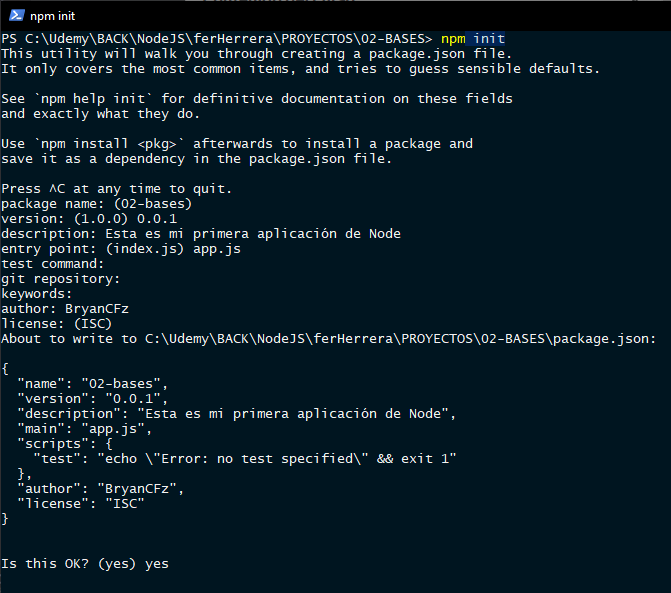 npm init
PS C:\Udemy\BACK\NodeJS\ferHerrera\PROYECTOS\02-BASES> npm init
This utility will walk you through creating a package.json file.
It only covers the most common items, and tries to guess sensible defaults.
See `npm help init` for definitive documentation on these fields
and exactly what they do.
Use `npm install <pkg>` afterwards to install a package and
save it as a dependency in the package.json file.
Press ^C at any time to quit.
package name: (02-bases)
version: (1.0.0) 0.0.1
description: Esta es mi primera aplicación de Node
entry point: (index.js) app.js
test command:
git repository:
keywords:
author: BryanCFz
license: (ISC)
About to write to C:\Udemy\BACK\NodeJS\ferHerrera\PROYECTOS\02-BASES\package.json:
{
  "name": "02-bases",
  "version": "0.0.1",
  "description": "Esta es mi primera aplicación de Node",
  "main": "app.js",
  "scripts": {
    "test": "echo \"Error: no test specified\" && exit 1"
  },
  "author": "BryanCFz",
  "license": "ISC"
}
Is this OK? (yes) yes